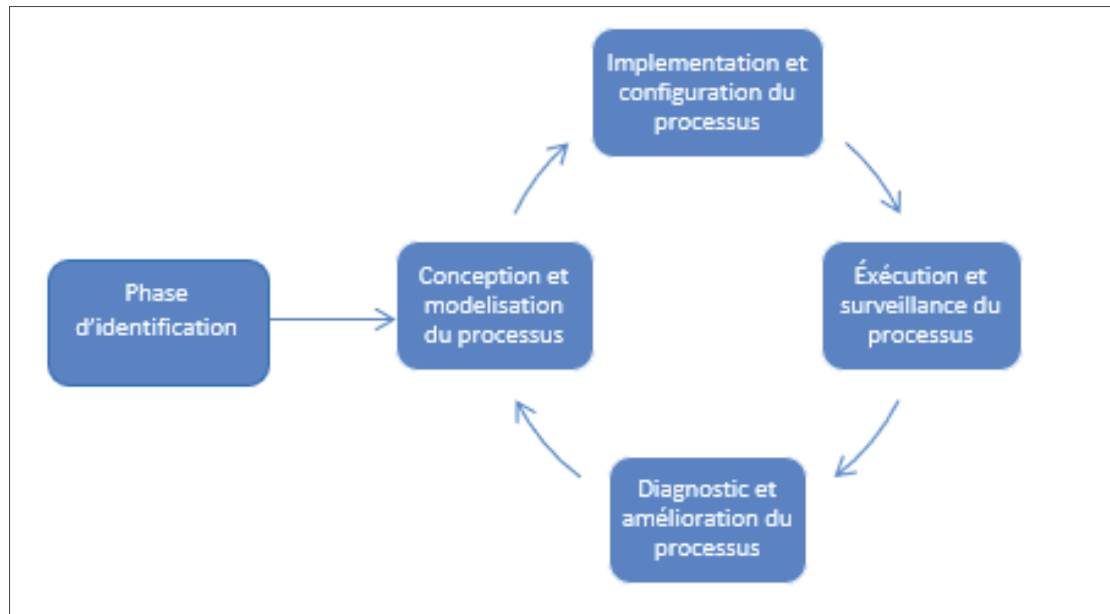 Implementation et
configuration du
processus
Phase
d'identification
Conception et
modelisation
du processus
Éxécution et
surveillance du
processus
Diagnostic et
amélioration du
processus